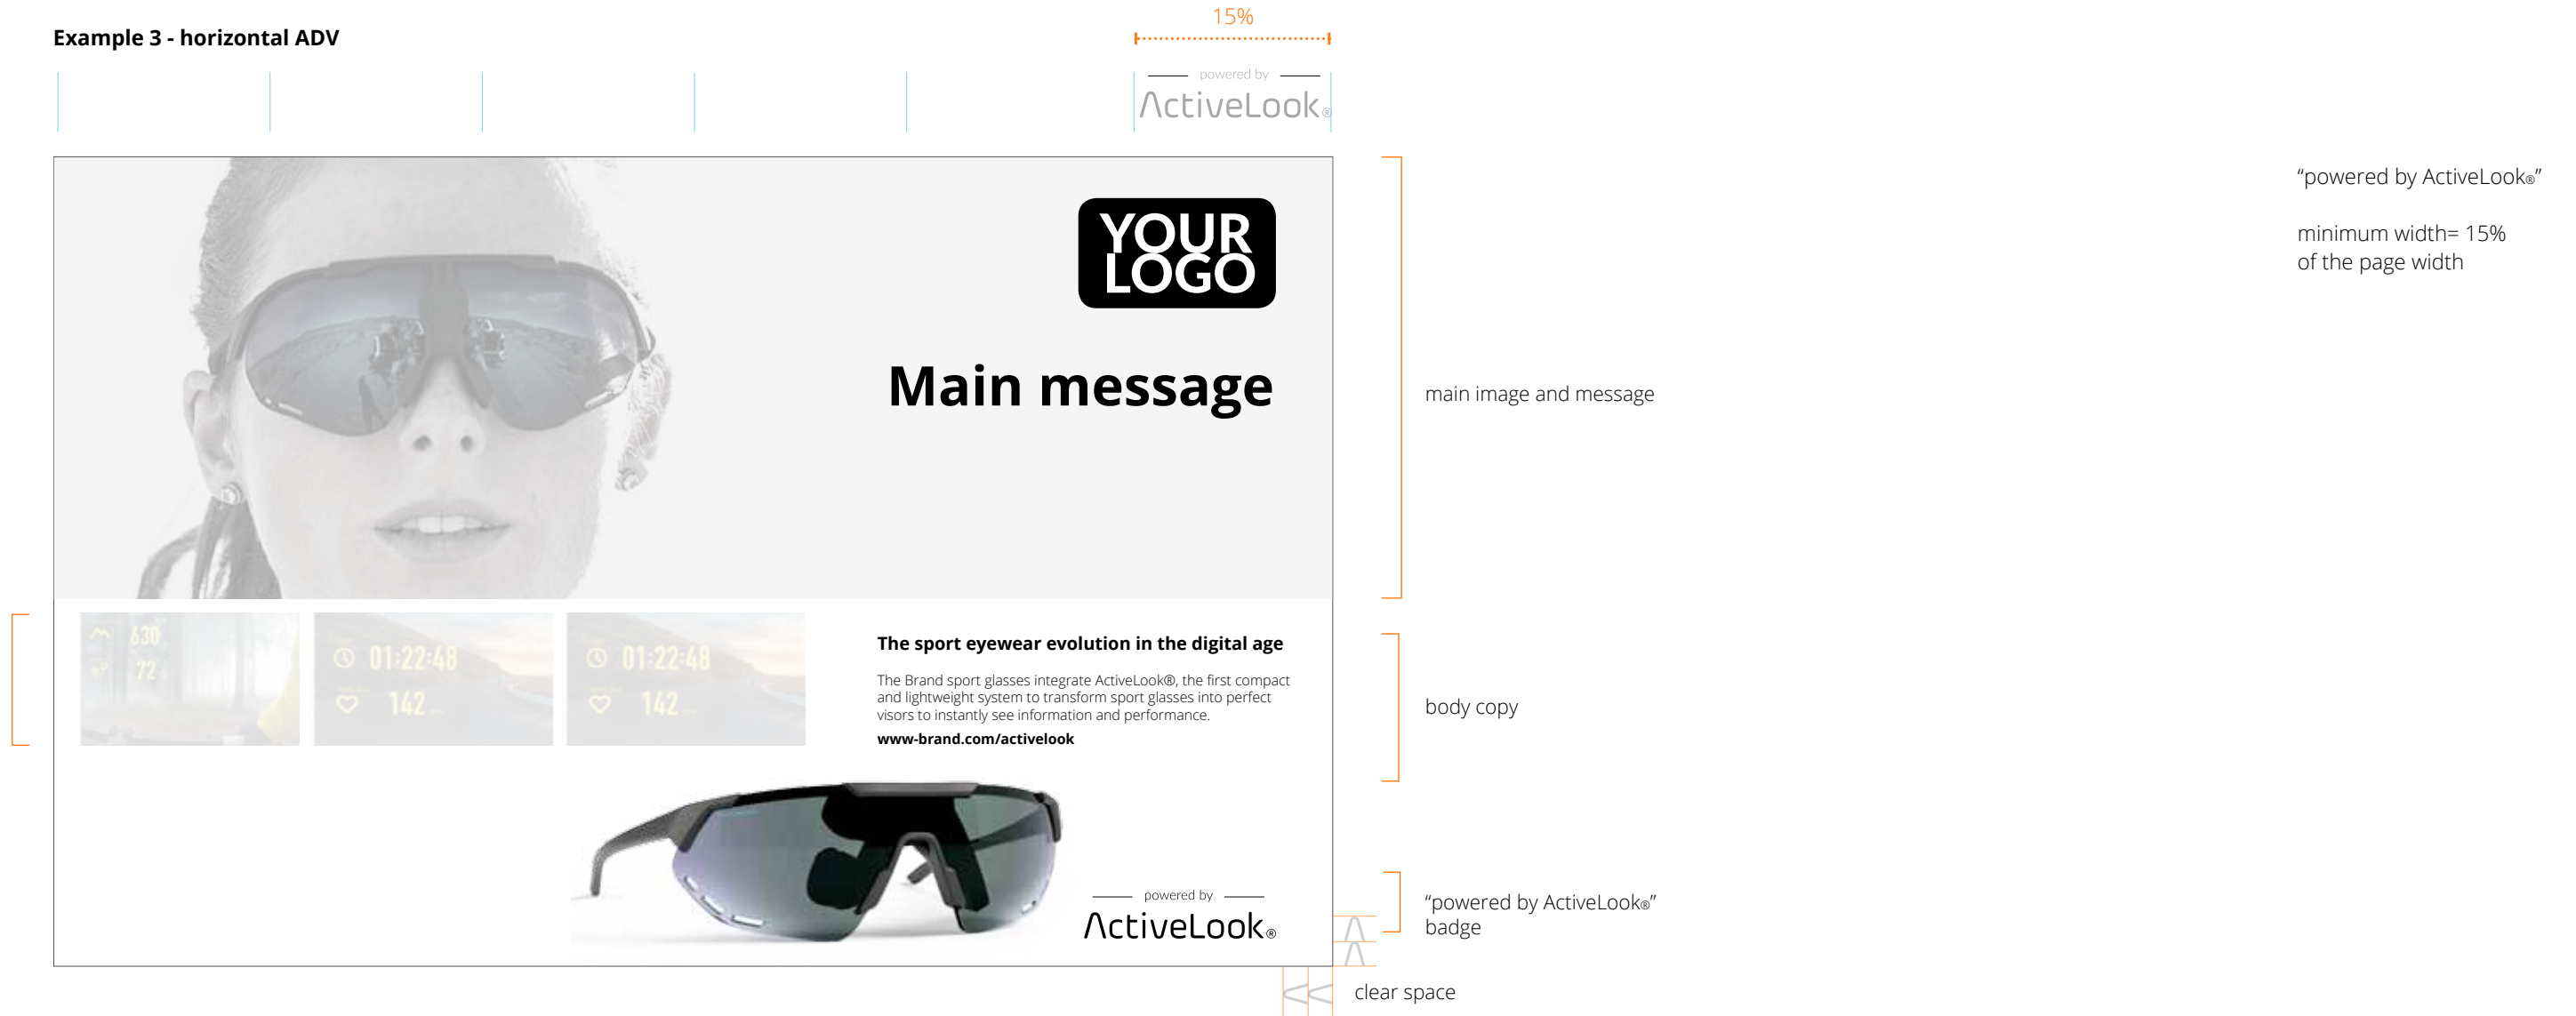 Example 3 - horizontal ADV
15%
powered by
ActiveLook®
YOUR
LOGO
Main message
main image and message
“powered by ActiveLook®”
minimum width= 15%
of the page width
630
72
01:22:48
142
01:22:48
142
The sport eyewear evolution in the digital age
The Brand sport glasses integrate ActiveLook®, the first compact
and lightweight system to transform sport glasses into perfect
visors to instantly see information and performance.
www-brand.com/activelook
body copy
powered by
ActiveLook®
“powered by ActiveLook®”
badge
clear space